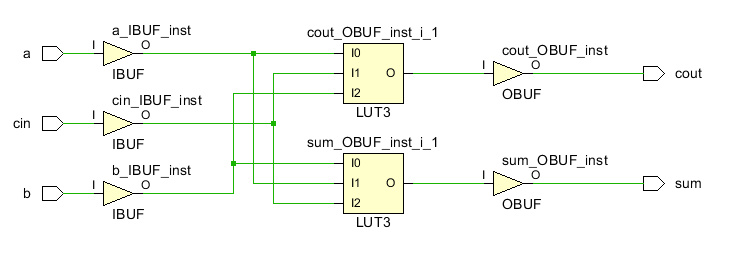 a_IBUF_inst
a
I
O
IBUF
cin_IBUF_inst
cin
I
O
IBUF
b_IBUF_inst
b
I
O
IBUF
cout_OBUF_inst_i_1
I0
I1
I2
O
LUT3
sum_OBUF_inst_i_1
I0
I1
I2
O
LUT3
cout_OBUF_inst
I
O
OBUF
cout
sum_OBUF_inst
I
O
OBUF
sum